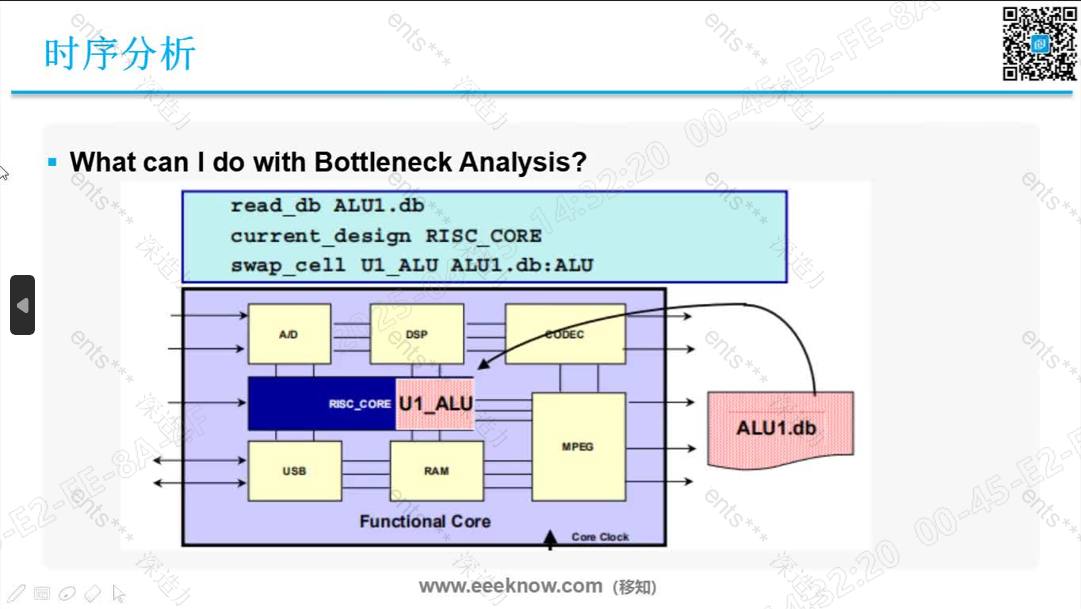 时序分析
What can I do with Bottleneck Analysis?
read_db ALU1.db
current_design RISC_CORE
swap_cell U1_ALU ALU1.db:ALU
A/D
DSP
CODEC
RISC_CORE
U1_ALU
ALU1.db
MPEG
USB
RAM
Functional Core
Core Clock
www.eeeknow.com (移知)